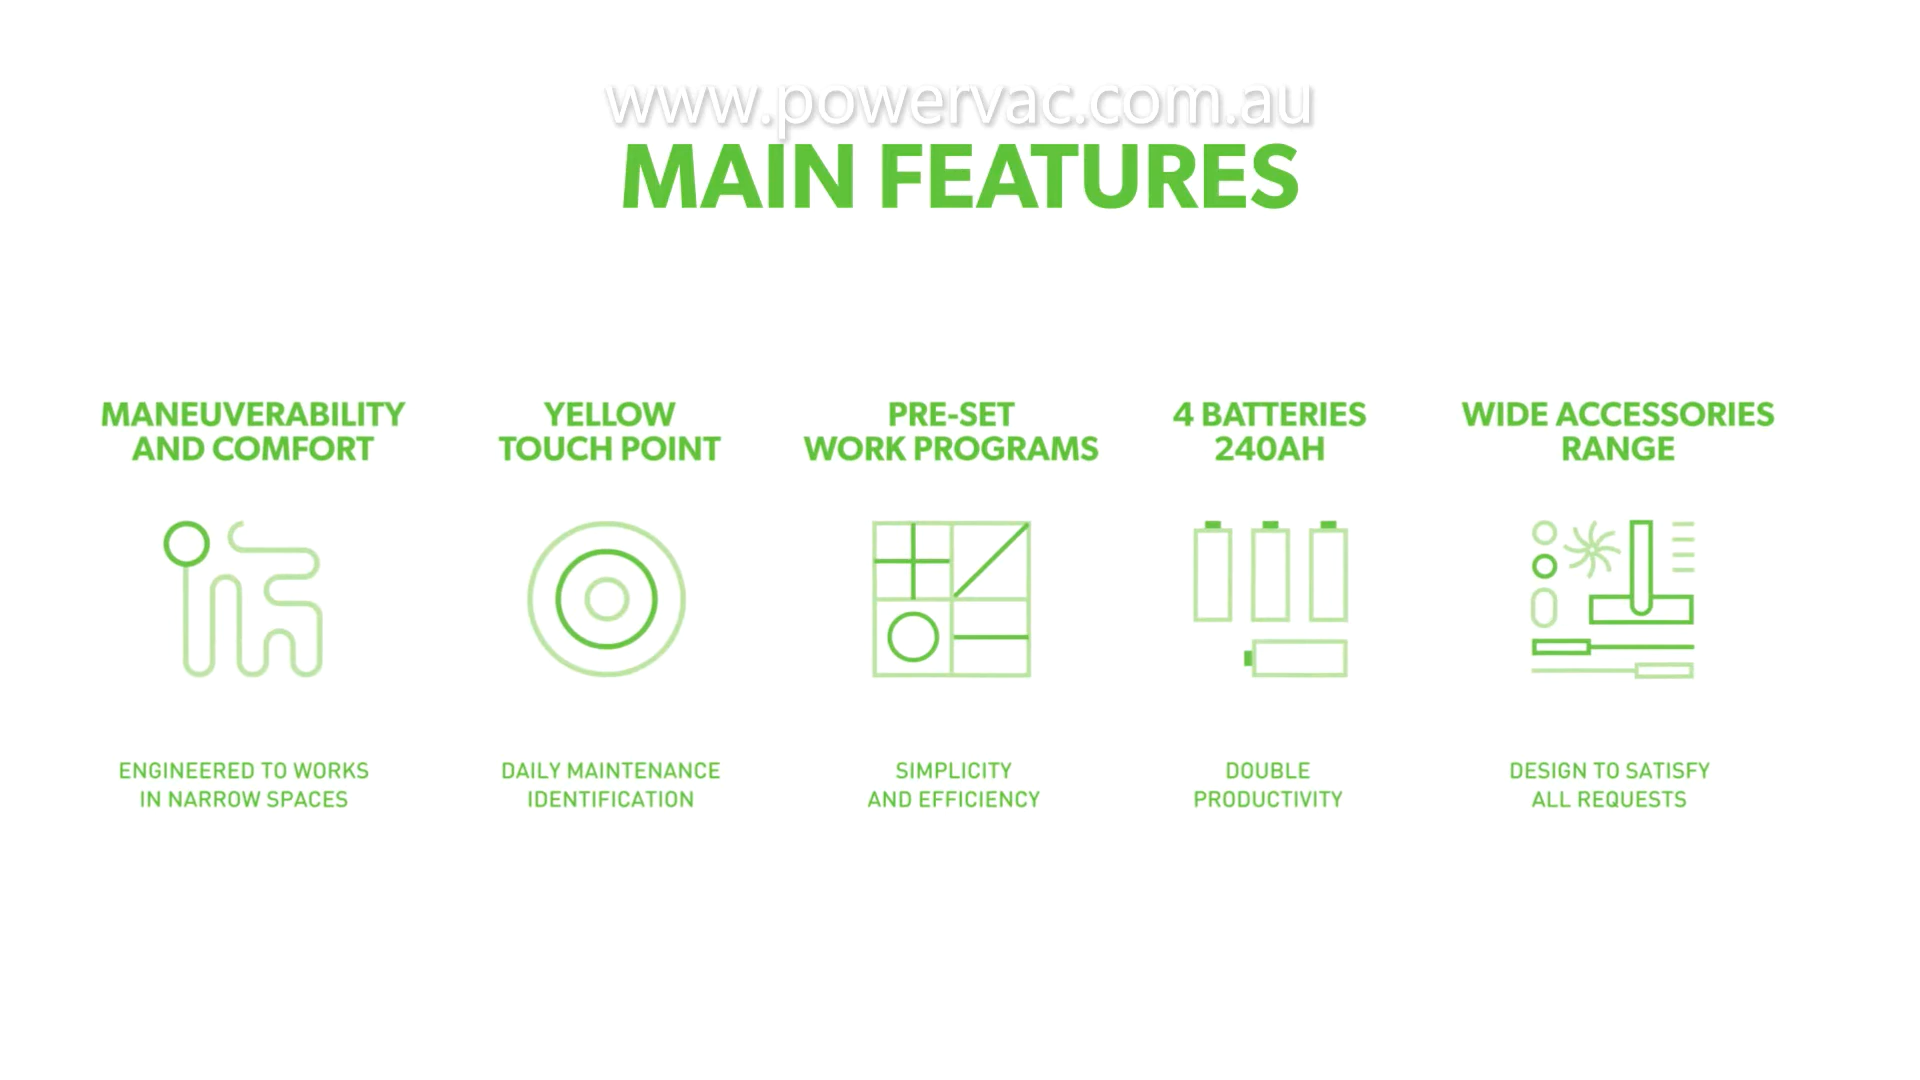 www.powervac.com.au
MAIN FEATURES
MANEUVERABILITY
AND COMFORT
ENGINEERED TO WORKS
IN NARROW SPACES
YELLOW
TOUCH POINT
DAILY MAINTENANCE
IDENTIFICATION
PRE-SET
WORK PROGRAMS
SIMPLICITY
AND EFFICIENCY
4 BATTERIES
240AH
DOUBLE
PRODUCTIVITY
WIDE ACCESSORIES
RANGE
DESIGN TO SATISFY
ALL REQUESTS